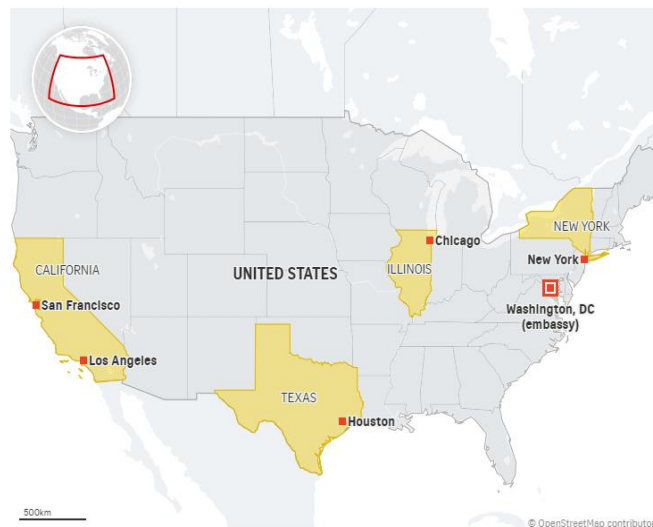 NEW YORK
Chicago
New York
CALIFORNIA
UNITED STATES
ILLINOIS
San Francisco
Washington, DC
(embassy)
Los Angeles
TEXAS
Houston
500km
© OpenStreetMap contributor